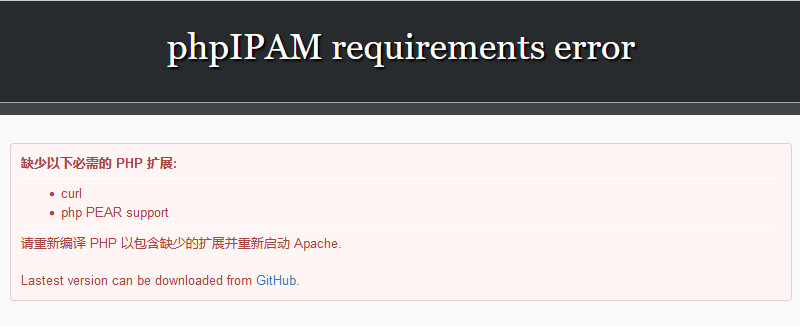 phpIPAM requirements error
缺少以下必需的 PHP 扩展:
curl
php PEAR support
请重新编译 PHP 以包含缺少的扩展并重新启动 Apache.
Lastest version can be downloaded from GitHub.